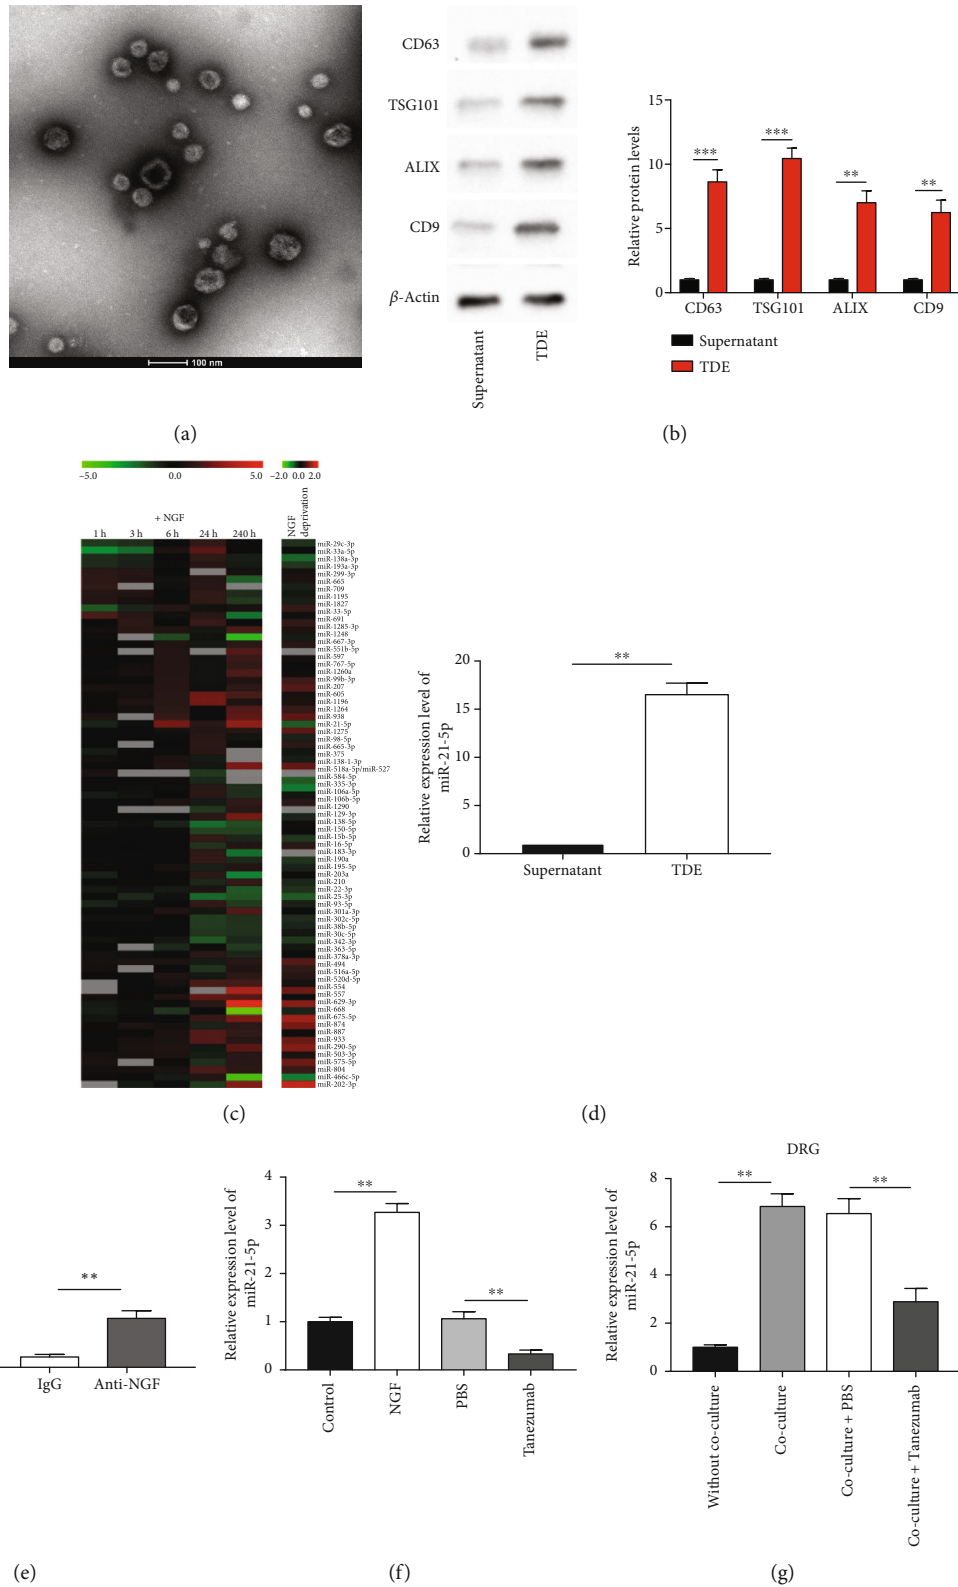 100 nm
(a)
CD63
TSG101
ALIX
CD9
β-Actin
Supernatant
TDE
Relative protein levels
15
10
5
0
***
***
**
**
CD63
TSG101
ALIX
CD9
Supernatant
TDE
(b)
−5.0
0.0
5.0
−2.0
0.0
2.0
+ NGF
1 h
3 h
6 h
24 h
240 h
NGF
deprivation
miR-29c-3p
miR-33a-5p
miR-138a-3p
miR-193a-3p
miR-299-3p
miR-665
miR-709
miR-1195
miR-1827
miR-33-5p
miR-691
miR-1285-3p
miR-1248
miR-667-3p
miR-551b-5p
miR-597
miR-767-5p
miR-1260a
miR-99b-3p
miR-207
miR-605
miR-1196
miR-1264
miR-938
miR-21-5p
miR-1275
miR-98-5p
miR-665-3p
miR-375
miR-138-1-3p
miR-518a-5p/miR-527
miR-584-5p
miR-335-3p
miR-106a-5p
miR-106b-5p
miR-1290
miR-129-3p
miR-138-5p
miR-150-5p
miR-15b-5p
miR-16-5p
miR-183-3p
miR-190a
miR-195-5p
miR-203a
miR-210
miR-22-3p
miR-25-3p
miR-93-5p
miR-301a-3p
miR-302c-5p
miR-38b-5p
miR-30c-5p
miR-342-3p
miR-363-5p
miR-378a-3p
miR-494
miR-516a-5p
miR-520d-5p
miR-554
miR-557
miR-629-3p
miR-668
miR-675-5p
miR-874
miR-887
miR-933
miR-290-5p
miR-503-3p
miR-575-5p
miR-804
miR-466c-5p
miR-202-3p
(c)
Relative expression level of
miR-21-5p
20
15
10
5
0
**
Supernatant
TDE
(d)
**
IgG
Anti-NGF
(e)
Relative expression level of
miR-21-5p
4
3
2
1
0
**
**
Control
NGF
PBS
Tanezumab
(f)
DRG
Relative expression level of
miR-21-5p
8
6
4
2
0
**
**
Without co-culture
Co-culture
Co-culture + PBS
Co-culture + Tanezumab
(g)